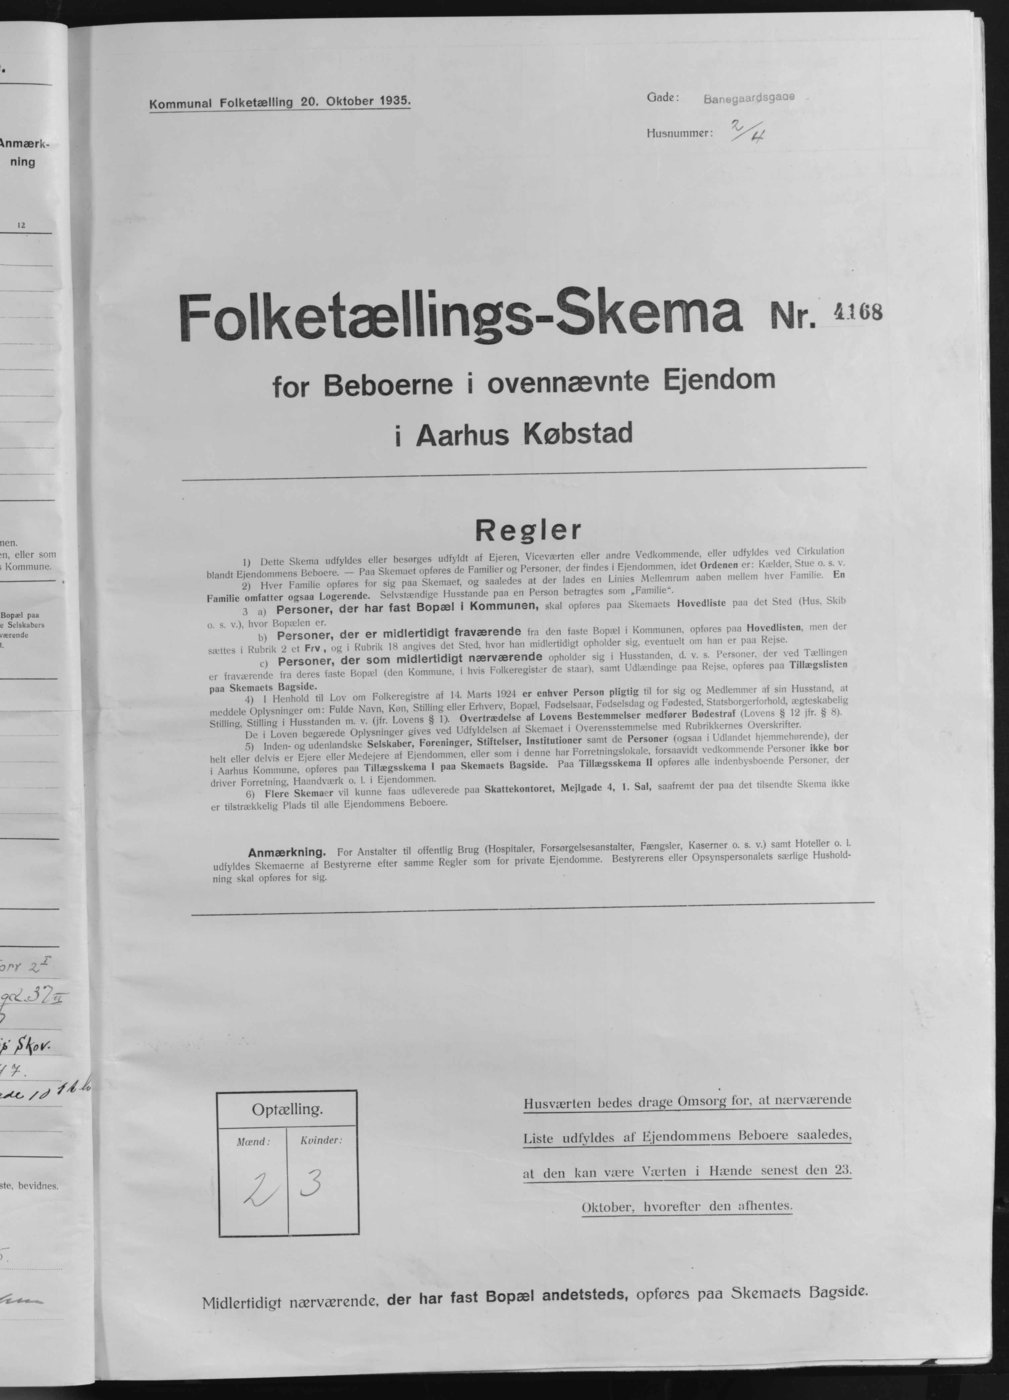 Anmærk-
ning
12
nen.
en, eller som
s Kommune.
Bopæl paa
e Selskabers
værende
t.
2 I
37 II
Skov.
47.
10
ste, bevidnes.
Kommunal Folketælling 20. Oktober 1935.
Gade: Banegaardsgade
Husnummer: 2/4
Folketællings-Skema Nr. 4168
for Beboerne i ovennævnte Ejendom
i Aarhus Købstad
Regler
1) Dette Skema udfyldes eller besørges udfyldt af Ejeren, Viceværten eller andre Vedkommende, eller udfyldes ved Cirkulation
blandt Ejendommens Beboere. — Paa Skemaet opføres de Familier og Personer, der findes i Ejendommen, idet Ordenen er: Kælder, Stue o. s. v.
2) Hver Familie opføres for sig paa Skemaet, og saaledes at der lades en Linies Mellemrum aaben mellem hver Familie. En
Familie omfatter ogsaa Logerende. Selvstændige Husstande paa en Person betragtes som „Familie“.
3 a) Personer, der har fast Bopæl i Kommunen, skal opføres paa Skemaets Hovedliste paa det Sted (Hus, Skib
o. s. v.), hvor Bopælen er.
b) Personer, der er midlertidigt fraværende fra den faste Bopæl i Kommunen, opføres paa Hovedlisten, men der
sættes i Rubrik 2 et Frv, og i Rubrik 18 angives det Sted, hvor han midlertidigt opholder sig, eventuelt om han er paa Rejse.
c) Personer, der som midlertidigt nærværende opholder sig i Husstanden, d. v. s. Personer, der ved Tællingen
er fraværende fra deres faste Bopæl (den Kommune, i hvis Folkeregister de staar), samt Udlændinge paa Rejse, opføres paa Tillægslisten
paa Skemaets Bagside.
4) I Henhold til Lov om Folkeregistre af 14. Marts 1924 er enhver Person pligtig til for sig og Medlemmer af sin Husstand, at
meddele Oplysninger om: Fulde Navn, Køn, Stilling eller Erhverv, Bopæl, Fødselsaar, Fødselsdag og Fødested, Statsborgerforhold, ægteskabelig
Stilling, Stilling i Husstanden m. v. (jfr. Lovens § 1). Overtrædelse af Lovens Bestemmelser medfører Bødestraf (Lovens § 12 jfr. § 8).
De i Loven begærede Oplysninger gives ved Udfyldelsen af Skemaet i Overensstemmelse med Rubrikkernes Overskrifter.
5) Inden- og udenlandske Selskaber, Foreninger, Stiftelser, Institutioner samt de Personer (ogsaa i Udlandet hjemmehørende), der
helt eller delvis er Ejere eller Medejere af Ejendommen, eller som i denne har Forretningslokale, forsaavidt vedkommende Personer ikke bor
i Aarhus Kommune, opføres paa Tillægsskema I paa Skemaets Bagside. Paa Tillægsskema II opføres alle indenbysboende Personer, der
driver Forretning, Haandværk o. l. i Ejendommen.
6) Flere Skemaer vil kunne faas udleverede paa Skattekontoret, Mejlgade 4, 1. Sal, saafremt der paa det tilsendte Skema ikke
er tilstrækkelig Plads til alle Ejendommens Beboere.
Anmærkning. For Anstalter til offentlig Brug (Hospitaler, Forsørgelsesanstalter, Fængsler, Kaserner o. s. v.) samt Hoteller o. l.
udfyldes Skemaerne af Bestyrerne efter samme Regler som for private Ejendomme. Bestyrerens eller Opsynspersonalets særlige Hushold-
ning skal opføres for sig.
Optælling.
Mænd: Kvinder:
2 3
Husværten bedes drage Omsorg for, at nærværende
Liste udfyldes af Ejendommens Beboere saaledes,
at den kan være Værten i Hænde senest den 23.
Oktober, hvorefter den afhentes.
Midlertidigt nærværende, der har fast Bopæl andetsteds, opføres paa Skemaets Bagside.